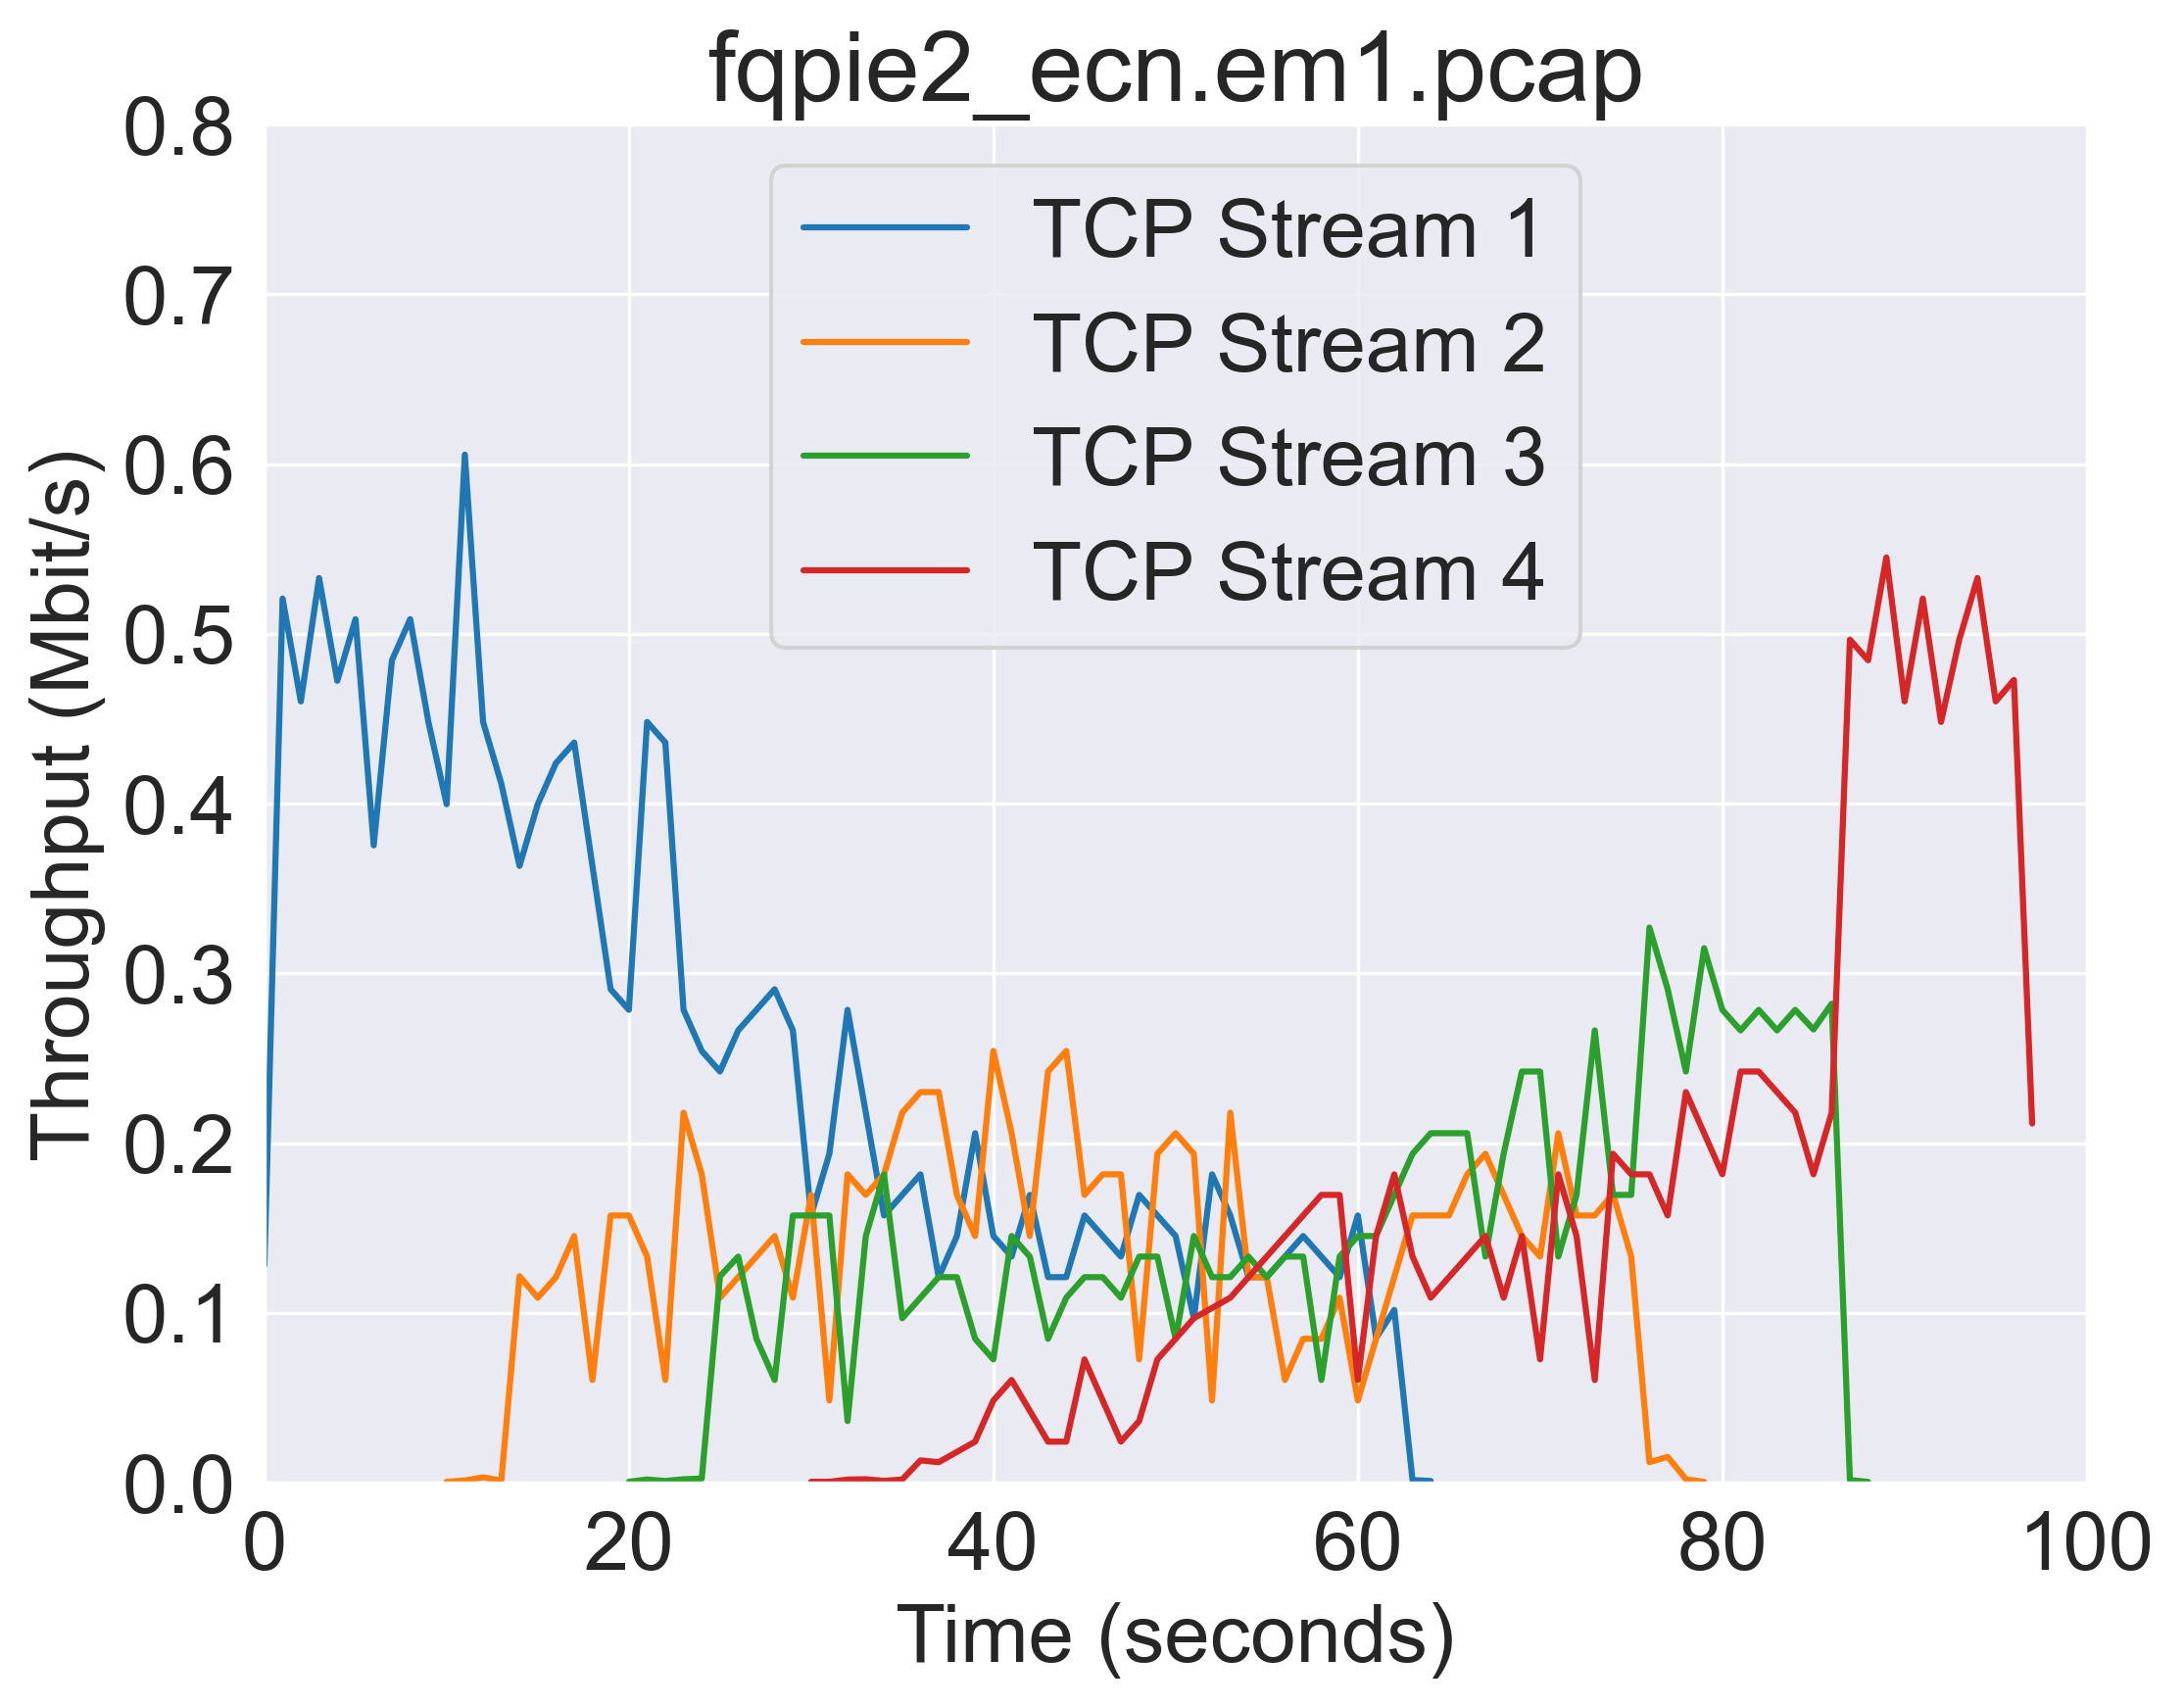 fqpie2_ecn.em1.pcap
Throughput (Mbit/s)
0.8
0.7
0.6
0.5
0.4
0.3
0.2
0.1
0.0
TCP Stream 1
TCP Stream 2
TCP Stream 3
TCP Stream 4
0 20 40 60 80 100
Time (seconds)